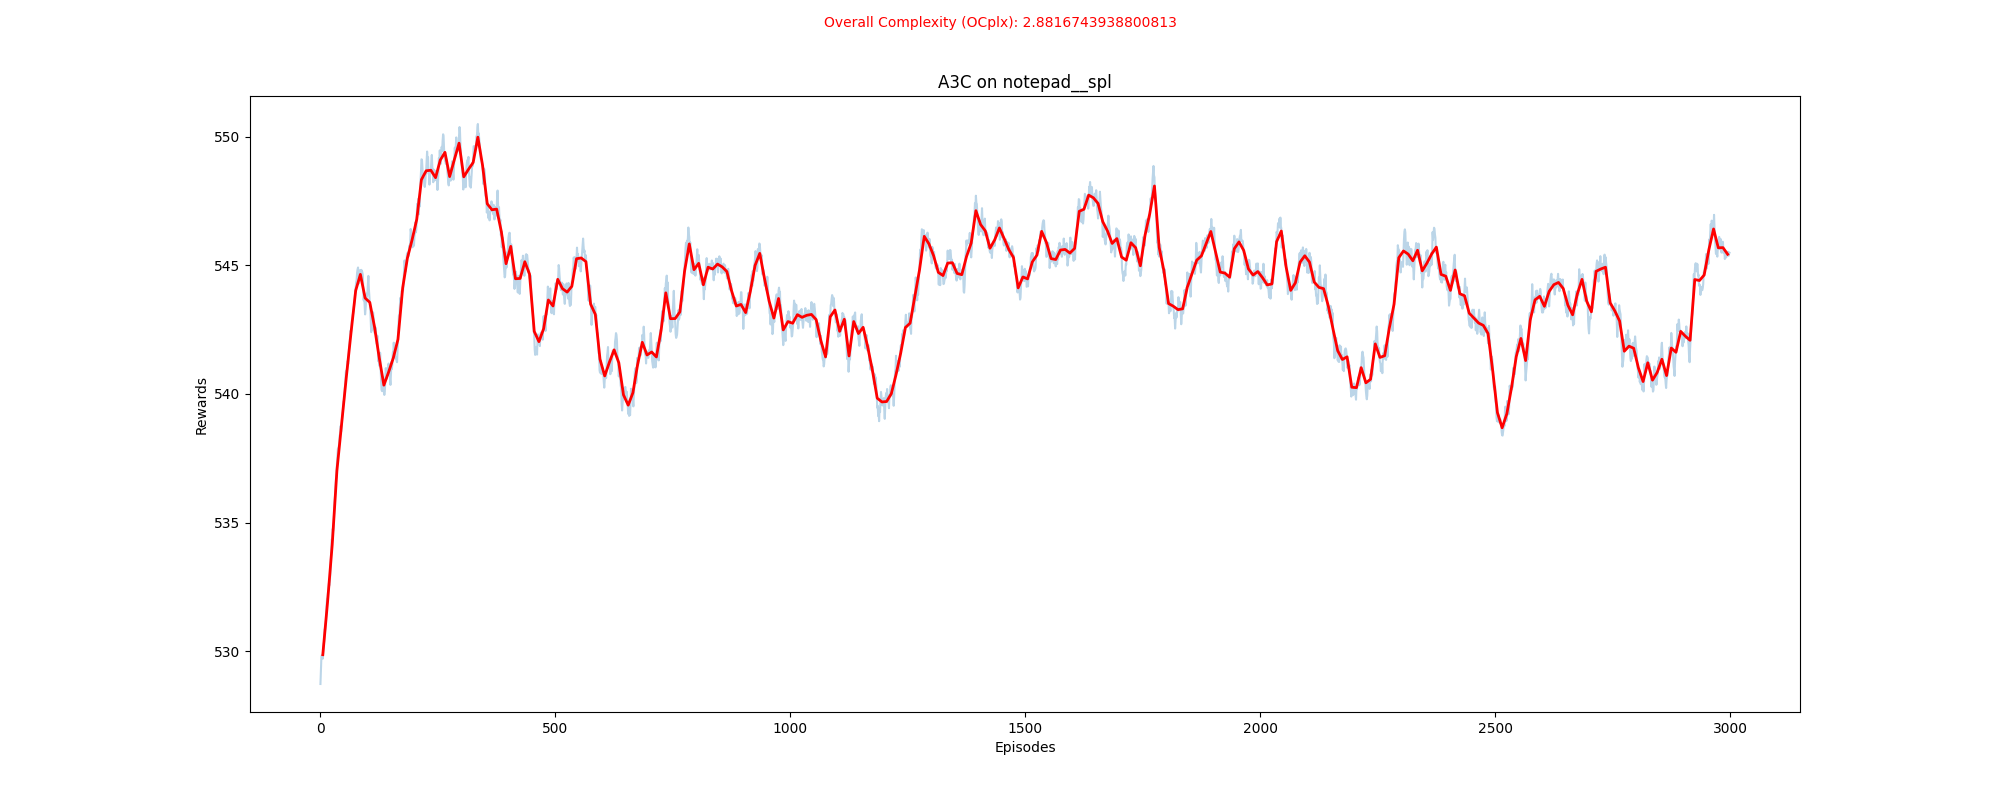 Overall Complexity (OCplx): 2.8816743938800813
A3C on notepad__spl
550
545
540
535
530
Rewards
0 500 1000 1500 2000 2500 3000
Episodes